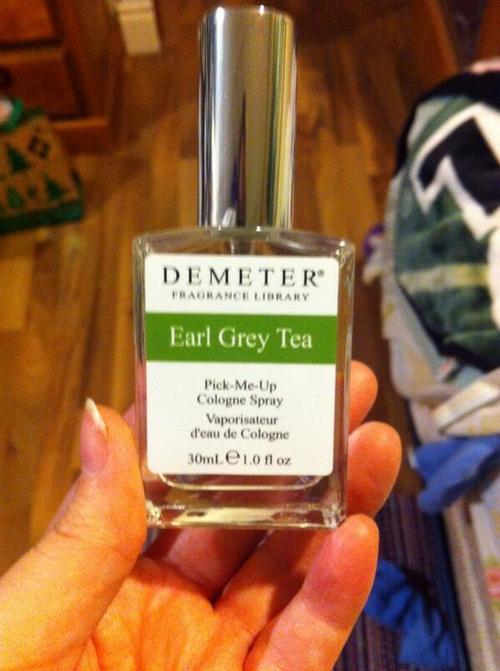 DEMETER®
FRAGRANCE LIBRARY
Earl Grey Tea
Pick-Me-Up
Cologne Spray
Vaporisateur
d'eau de Cologne
30mL℮1.0 fl oz